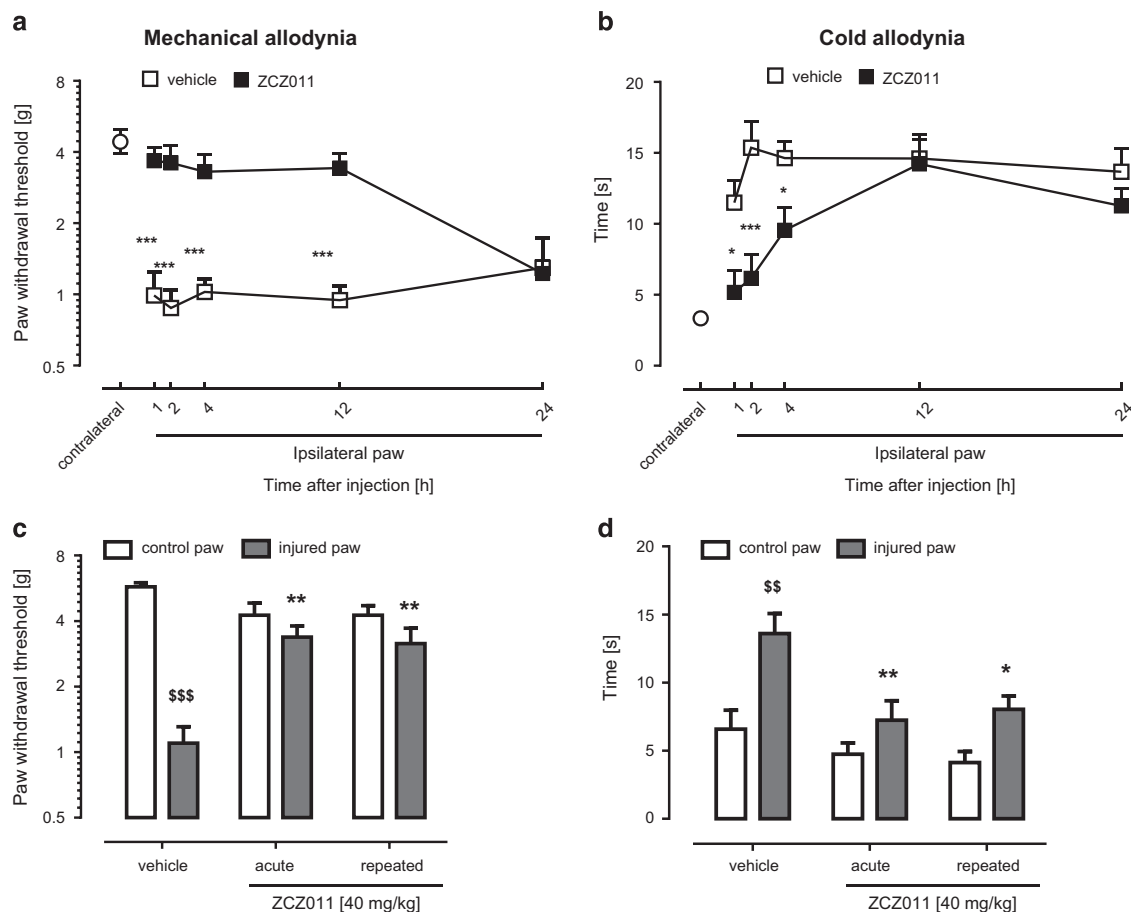 a
Mechanical allodynia
vehicle ZCZ011
Paw withdrawal threshold [g]
8
4
2
1
0.5
***
***
***
***
contralateral
1 2 4 12 24
Ipsilateral paw
Time after injection [h]
b
Cold allodynia
vehicle ZCZ011
Time [s]
20
15
10
5
0
*
***
*
contralateral
1 2 4 12 24
Ipsilateral paw
Time after injection [h]
c
control paw injured paw
Paw withdrawal threshold [g]
8
4
2
1
0.5
$$$
**
**
vehicle acute repeated
ZCZ011 [40 mg/kg]
d
control paw injured paw
Time [s]
20
15
10
5
0
$$
**
*
vehicle acute repeated
ZCZ011 [40 mg/kg]